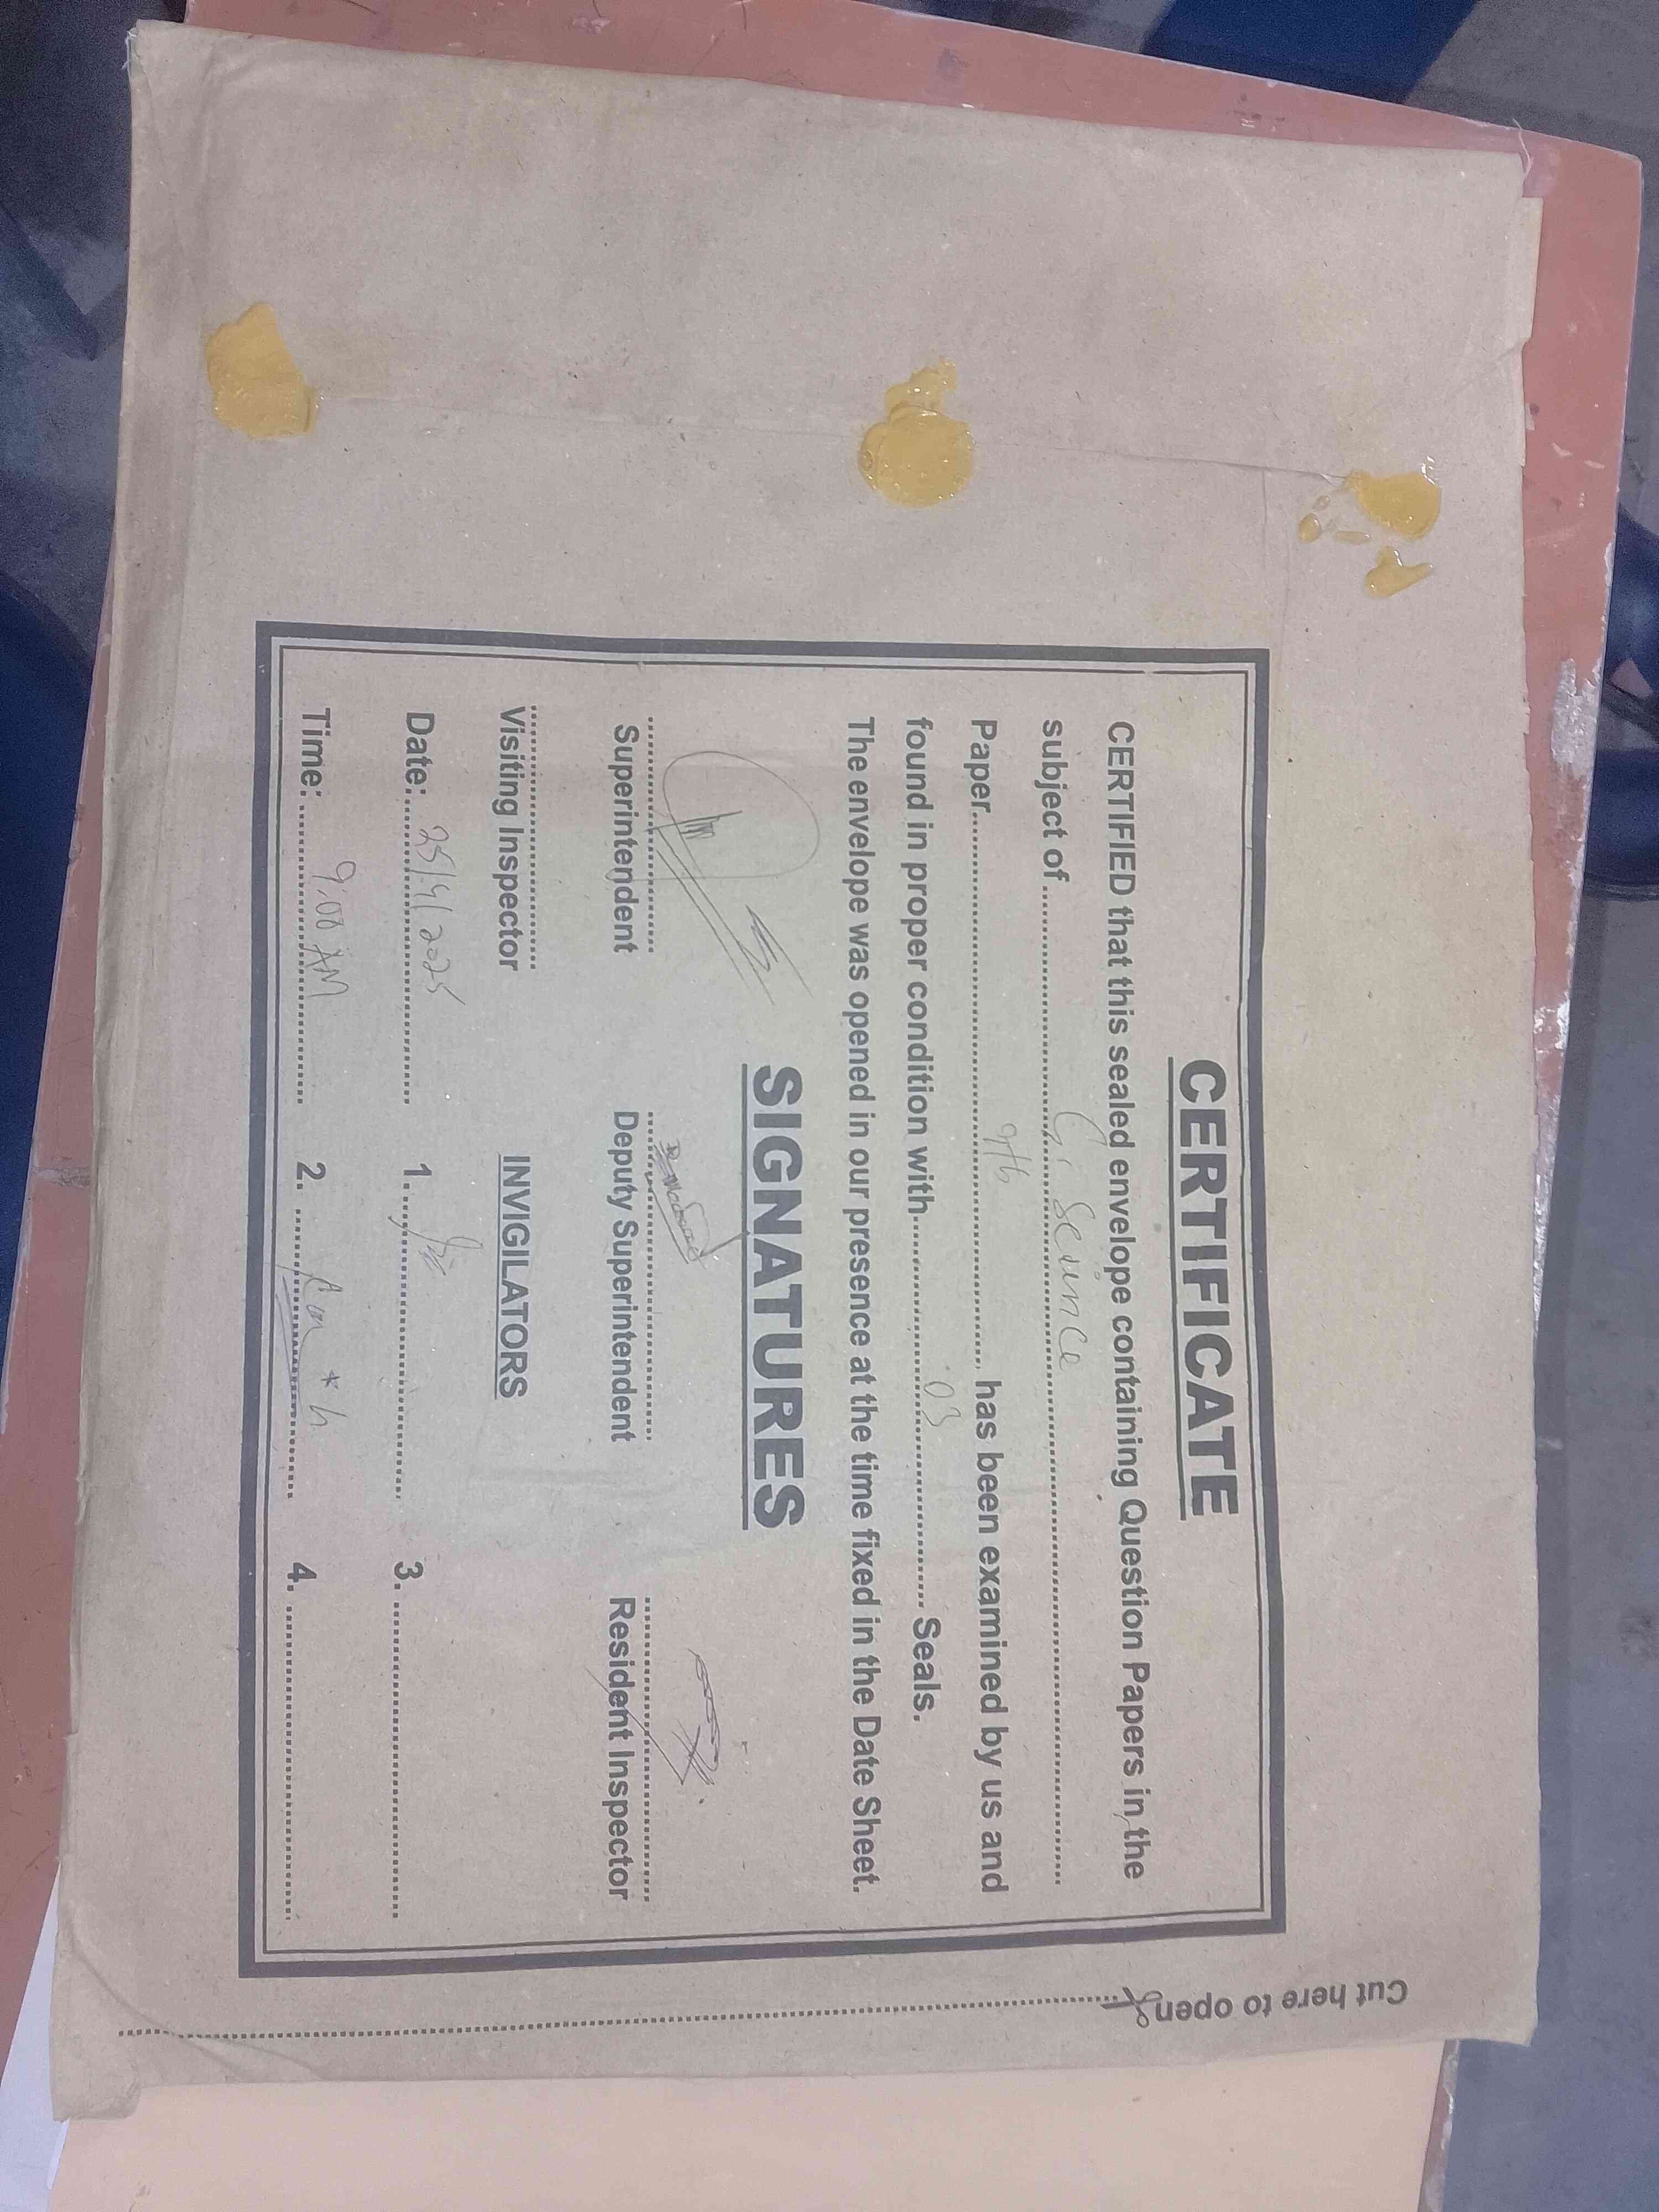 CERTIFICATE
CERTIFIED that this sealed envelope containing Question Papers in the
subject of ........ G. Science ........
Paper........ 9th ........ has been examined by us and
found in proper condition with........ 03 ........ Seals.
The envelope was opened in our presence at the time fixed in the Date Sheet.
SIGNATURES
Superintendent Deputy Superintendent Resident Inspector
Visiting Inspector
INVIGILATORS
Date:........ 25/4/2025 ........ 1. ........ 3. ........
Time: ........ 9:00 AM ........ 2. ........ 4. ........
Cut here to open